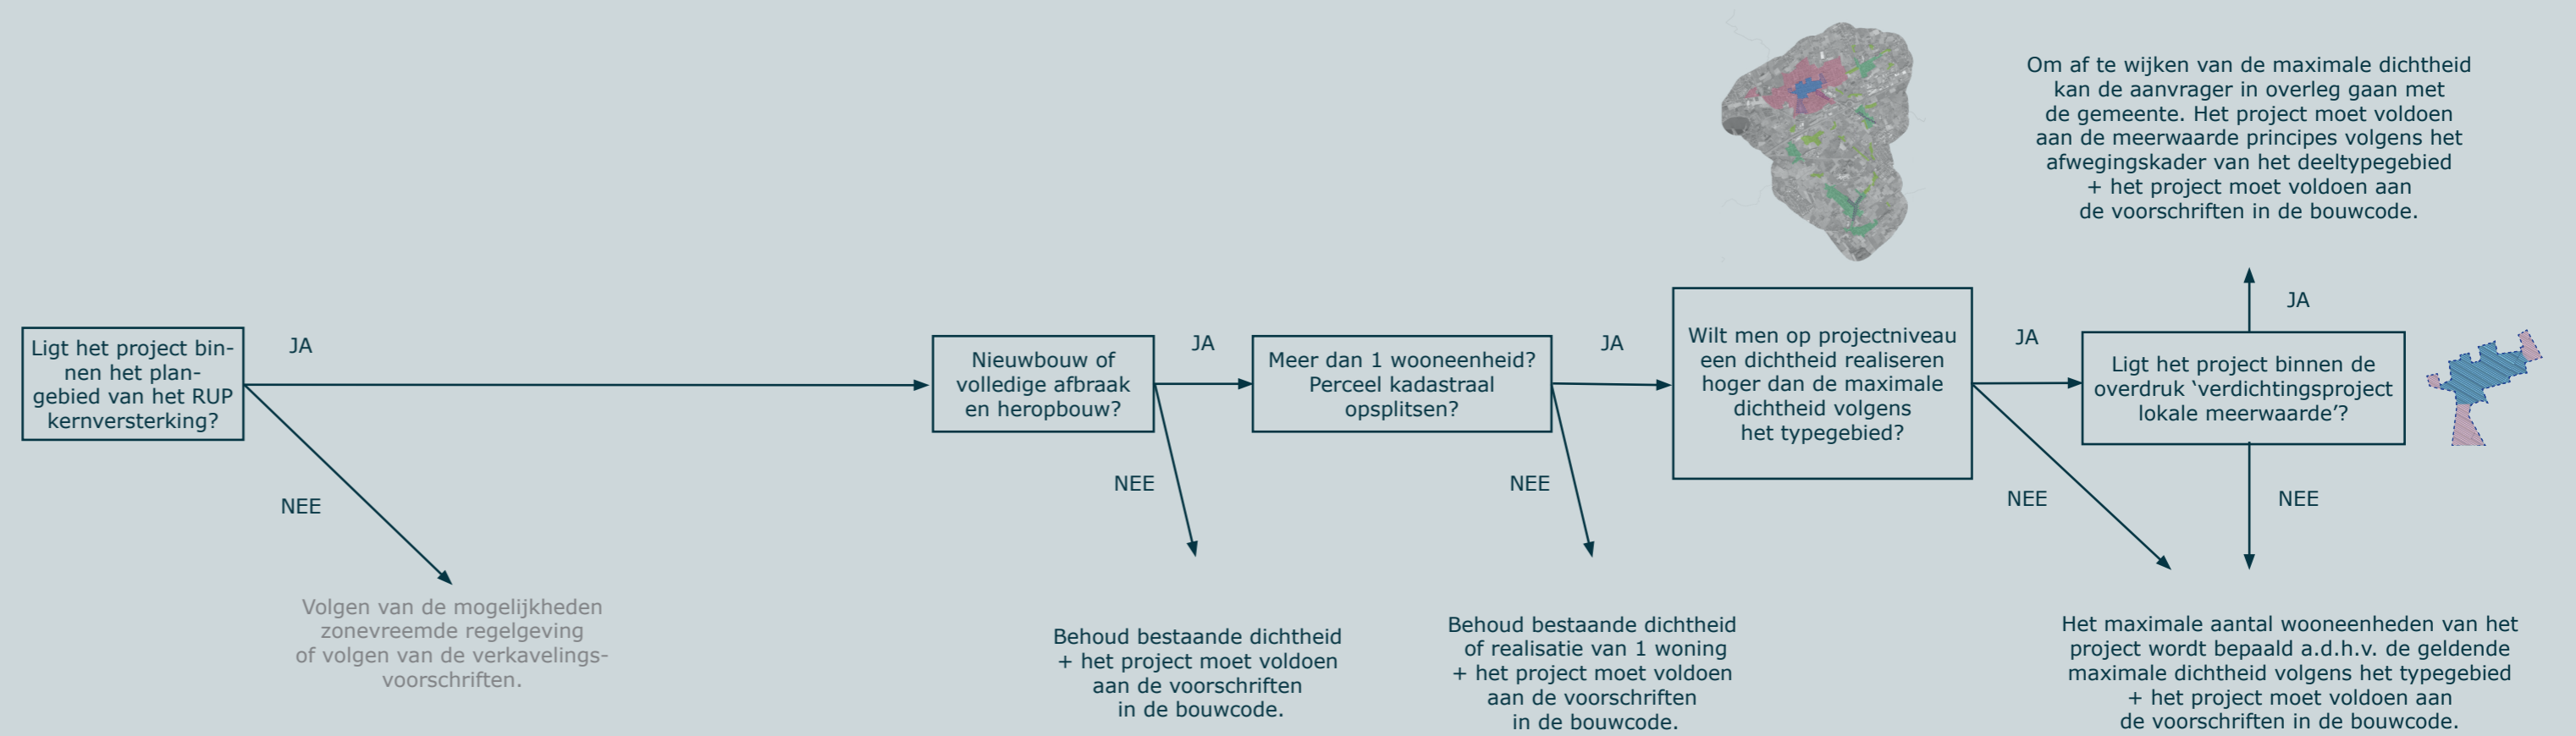 Ligt het project bin-
nen het plan-
gebied van het RUP
kernversterking?
JA
NEE
Volgen van de mogelijkheden
zonevreemde regelgeving
of volgen van de verkavelings-
voorschriften.
Nieuwbouw of
volledige afbraak
en heropbouw?
JA
NEE
Behoud bestaande dichtheid
+ het project moet voldoen
aan de voorschriften
in de bouwcode.
Meer dan 1 wooneenheid?
Perceel kadastraal
opsplitsen?
JA
NEE
Behoud bestaande dichtheid
of realisatie van 1 woning
+ het project moet voldoen
aan de voorschriften
in de bouwcode.
Wilt men op projectniveau
een dichtheid realiseren
hoger dan de maximale
dichtheid volgens
het typegebied?
JA
NEE
Ligt het project binnen de
overdruk ‘verdichtingsproject
lokale meerwaarde’?
JA
Om af te wijken van de maximale dichtheid
kan de aanvrager in overleg gaan met
de gemeente. Het project moet voldoen
aan de meerwaarde principes volgens het
afwegingskader van het deeltypegebied
+ het project moet voldoen aan
de voorschriften in de bouwcode.
NEE
Het maximale aantal wooneenheden van het
project wordt bepaald a.d.h.v. de geldende
maximale dichtheid volgens het typegebied
+ het project moet voldoen aan
de voorschriften in de bouwcode.